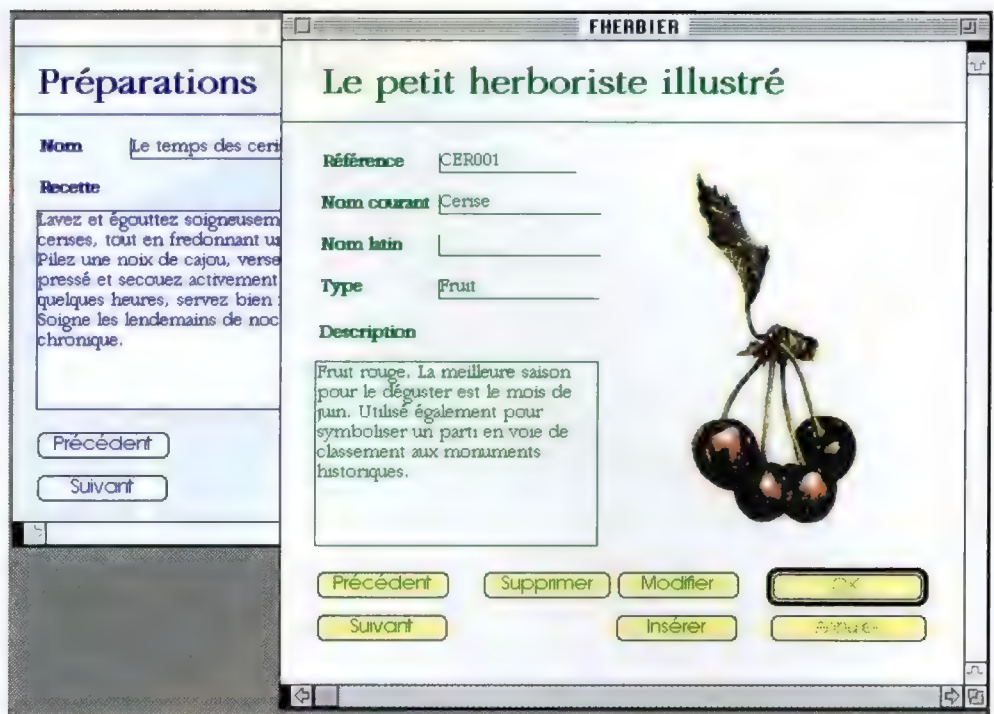 FHERBIER
Préparations
Nom Le temps des ceri
Recette
Lavez et égouttez soigneusem
cerises, tout en fredonnant u
Pilez une noix de cajou, verse
pressé et secouez activement
quelques heures, servez bien
Soigne les lendemains de noc
chronique.
Précédent
Suivant
Le petit herboriste illustré
Référence CER001
Nom courant Cerise
Nom latin
Type Fruit
Description
Fruit rouge. La meilleure saison
pour le déguster est le mois de
juin. Utilisé également pour
symboliser un parti en voie de
classement aux monuments
historiques.
Précédent Supprimer Modifier OK
Suivant Insérer Annuler